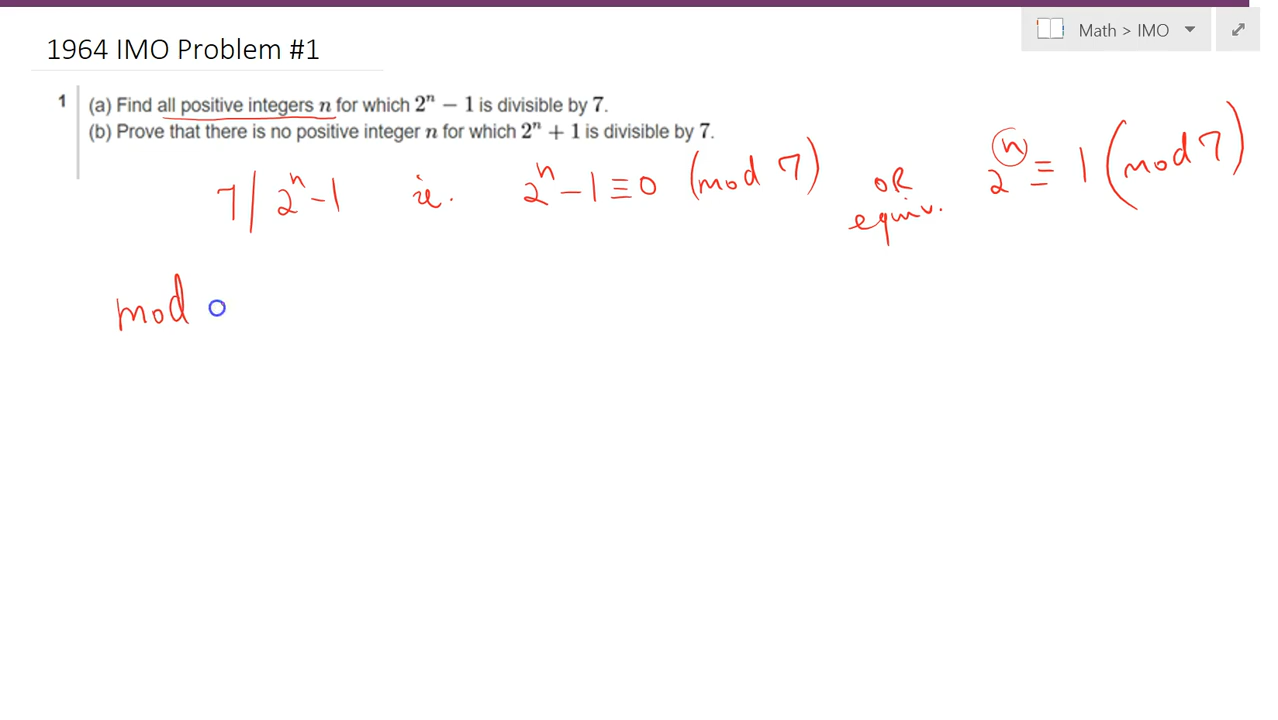 Math > IMO
1964 IMO Problem #1
1 (a) Find all positive integers n for which 2ⁿ − 1 is divisible by 7.
(b) Prove that there is no positive integer n for which 2ⁿ + 1 is divisible by 7.
7 | 2ⁿ - 1 ie. 2ⁿ - 1 ≡ 0 (mod 7) OR equiv. 2ⁿ ≡ 1 (mod 7)
mod